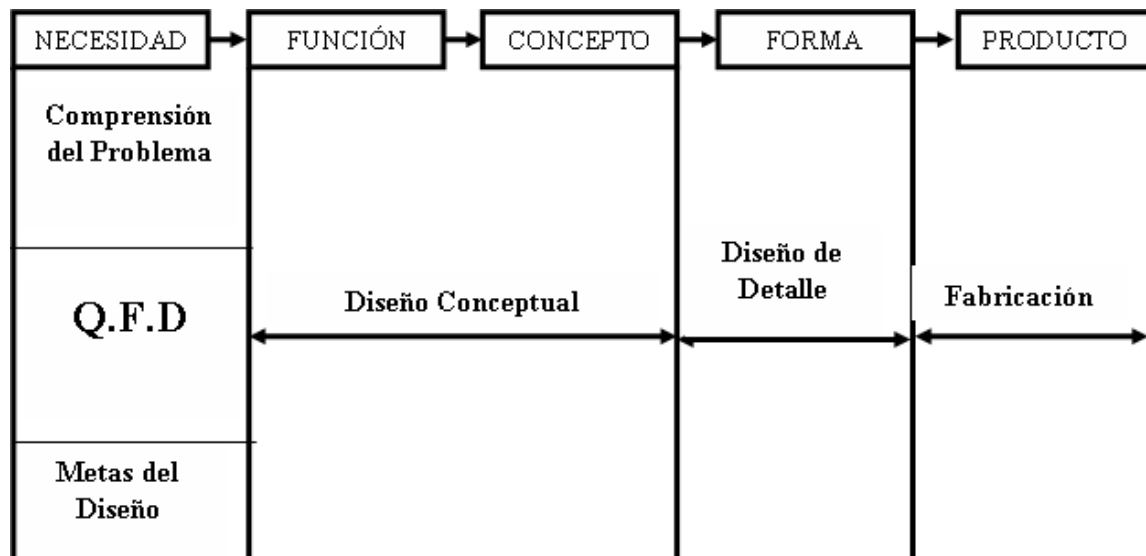 NECESIDAD
FUNCIÓN
CONCEPTO
FORMA
PRODUCTO
Comprensión
del Problema
Q.F.D
Metas del
Diseño
Diseño Conceptual
Diseño de
Detalle
Fabricación